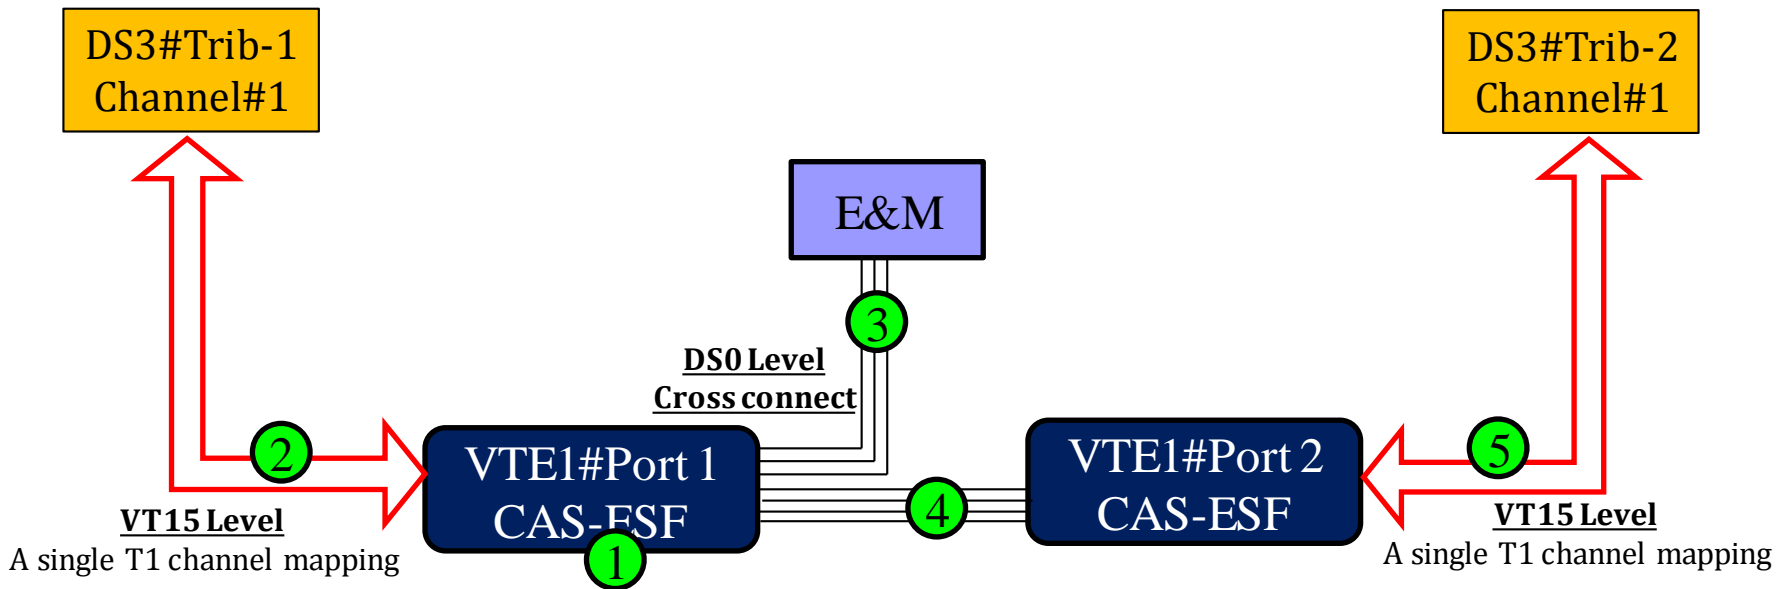 DS3#Trib-1
Channel#1
DS3#Trib-2
Channel#1
E&M
3
DS0 Level
Cross connect
2
VT15 Level
A single T1 channel mapping
VTE1#Port 1
CAS-ESF
1
4
VTE1#Port 2
CAS-ESF
5
VT15 Level
A single T1 channel mapping